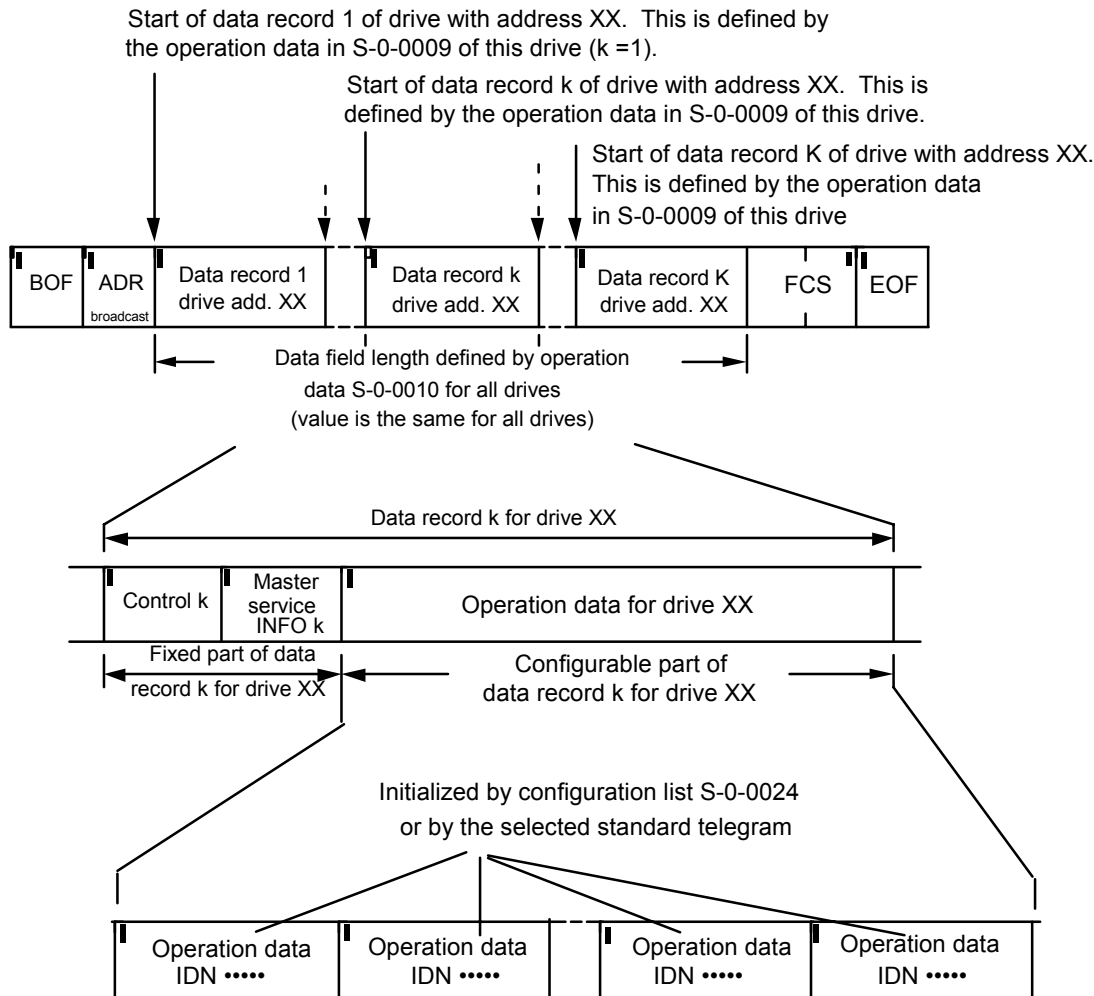 Start of data record 1 of drive with address XX. This is defined by
the operation data in S-0-0009 of this drive (k =1).
Start of data record k of drive with address XX. This is
defined by the operation data in S-0-0009 of this drive.
Start of data record K of drive with address XX.
This is defined by the operation data
in S-0-0009 of this drive
BOF
ADR
broadcast
Data record 1
drive add. XX
Data record k
drive add. XX
Data record K
drive add. XX
FCS
EOF
Data field length defined by operation
data S-0-0010 for all drives
(value is the same for all drives)
Data record k for drive XX
Control k
Master
service
INFO k
Operation data for drive XX
Fixed part of data
record k for drive XX
Configurable part of
data record k for drive XX
Initialized by configuration list S-0-0024
or by the selected standard telegram
Operation data
IDN •••••
Operation data
IDN •••••
Operation data
IDN •••••
Operation data
IDN •••••